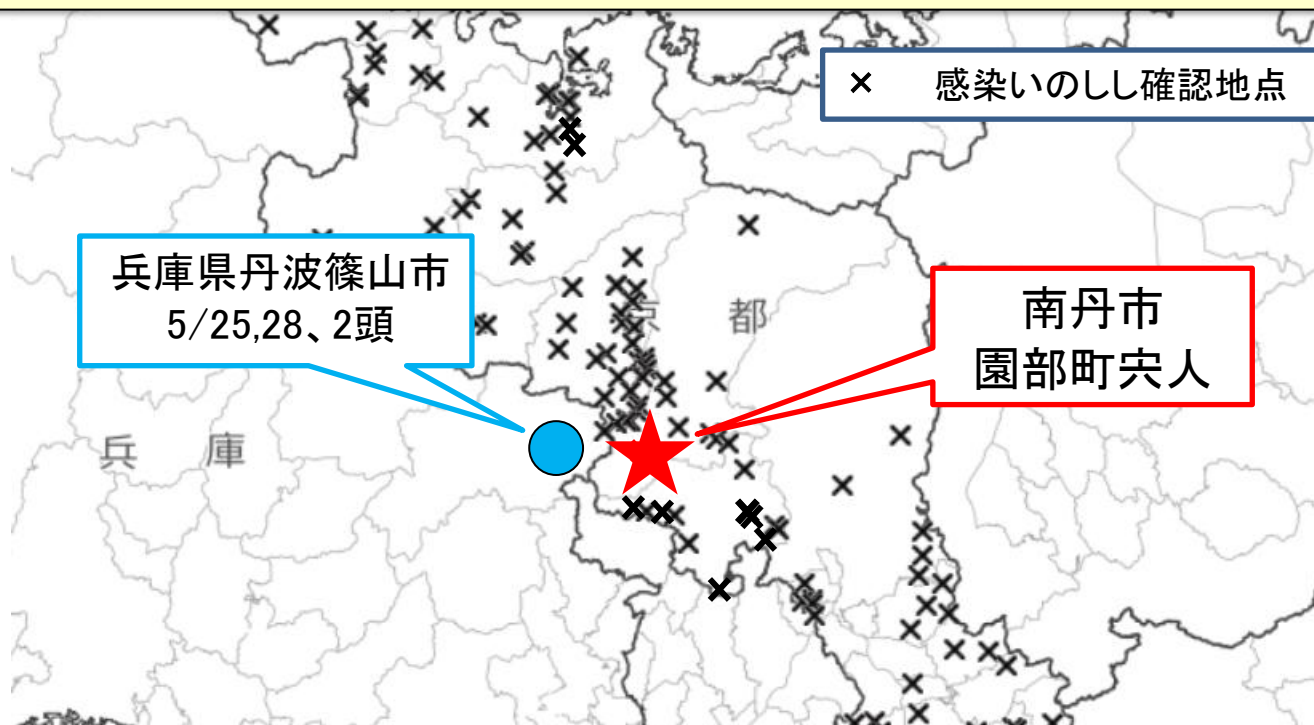 × 感染いのしし確認地点
兵庫県丹波篠山市
5/25,28、2頭
京 都
南丹市
園部町宍人
兵 庫